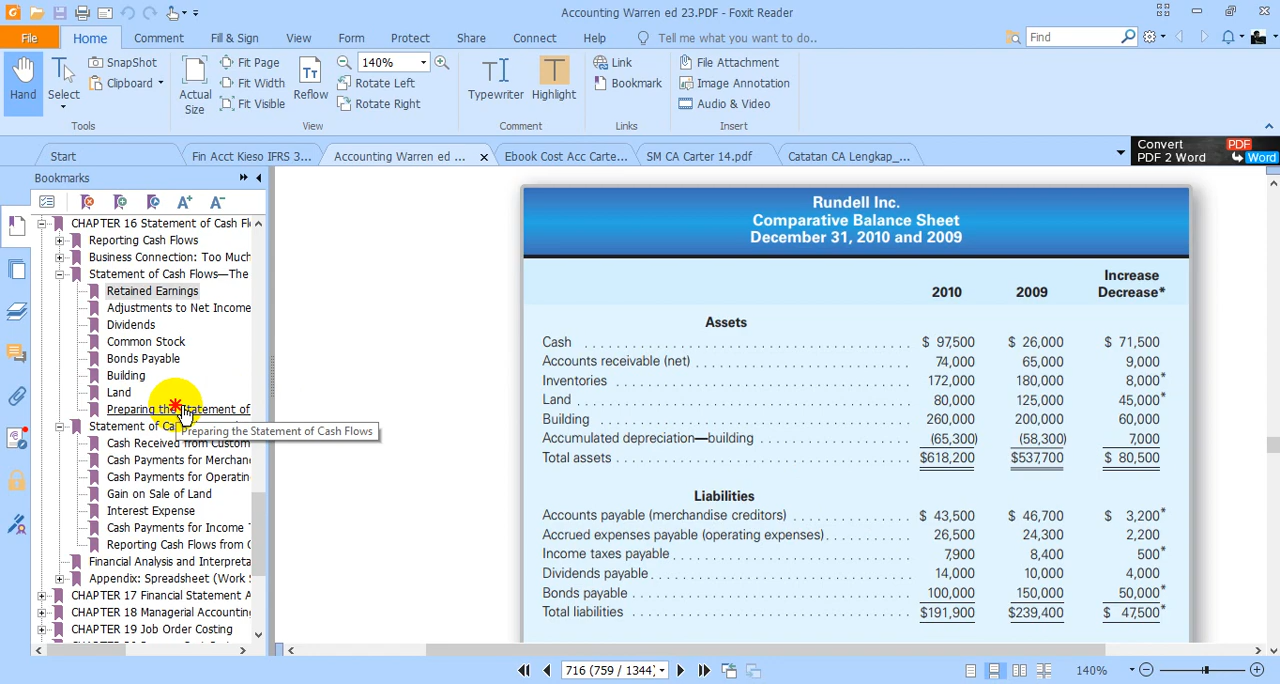 Accounting Warren ed 23.PDF - Foxit Reader
File Home Comment Fill & Sign View Form Protect Share Connect Help Tell me what you want to do.. Find
Hand
Select
SnapShot
Clipboard
Actual Size
Fit Page
Fit Width
Fit Visible
Reflow
140%
Rotate Left
Rotate Right
Typewriter
Highlight
Link
Bookmark
File Attachment
Image Annotation
Audio & Video
Tools View Comment Links Insert
Start Fin Acct Kieso IFRS 3... Accounting Warren ed ... Ebook Cost Acc Carte... SM CA Carter 14.pdf Catatan CA Lengkap_...
Convert PDF
PDF 2 Word Word
Bookmarks
CHAPTER 16 Statement of Cash Fl
Reporting Cash Flows
Business Connection: Too Much
Statement of Cash Flows—The
Retained Earnings
Adjustments to Net Income
Dividends
Common Stock
Bonds Payable
Building
Land
Preparing the Statement of
Statement of Ca
Preparing the Statement of Cash Flows
Cash Received from Custom
Cash Payments for Merchan
Cash Payments for Operatin
Gain on Sale of Land
Interest Expense
Cash Payments for Income
Reporting Cash Flows from
Financial Analysis and Interpreta
Appendix: Spreadsheet (Work
CHAPTER 17 Financial Statement A
CHAPTER 18 Managerial Accounting
CHAPTER 19 Job Order Costing
Rundell Inc.
Comparative Balance Sheet
December 31, 2010 and 2009
2010 2009 Increase Decrease*
Assets
Cash $ 97,500 $ 26,000 $ 71,500
Accounts receivable (net) 74,000 65,000 9,000
Inventories 172,000 180,000 8,000*
Land 80,000 125,000 45,000*
Building 260,000 200,000 60,000
Accumulated depreciation—building (65,300) (58,300) 7,000
Total assets $618,200 $537,700 $ 80,500
Liabilities
Accounts payable (merchandise creditors) $ 43,500 $ 46,700 $ 3,200*
Accrued expenses payable (operating expenses) 26,500 24,300 2,200
Income taxes payable 7,900 8,400 500*
Dividends payable 14,000 10,000 4,000
Bonds payable 100,000 150,000 50,000*
Total liabilities $191,900 $239,400 $ 47,500*
716 (759 / 1344)
140%